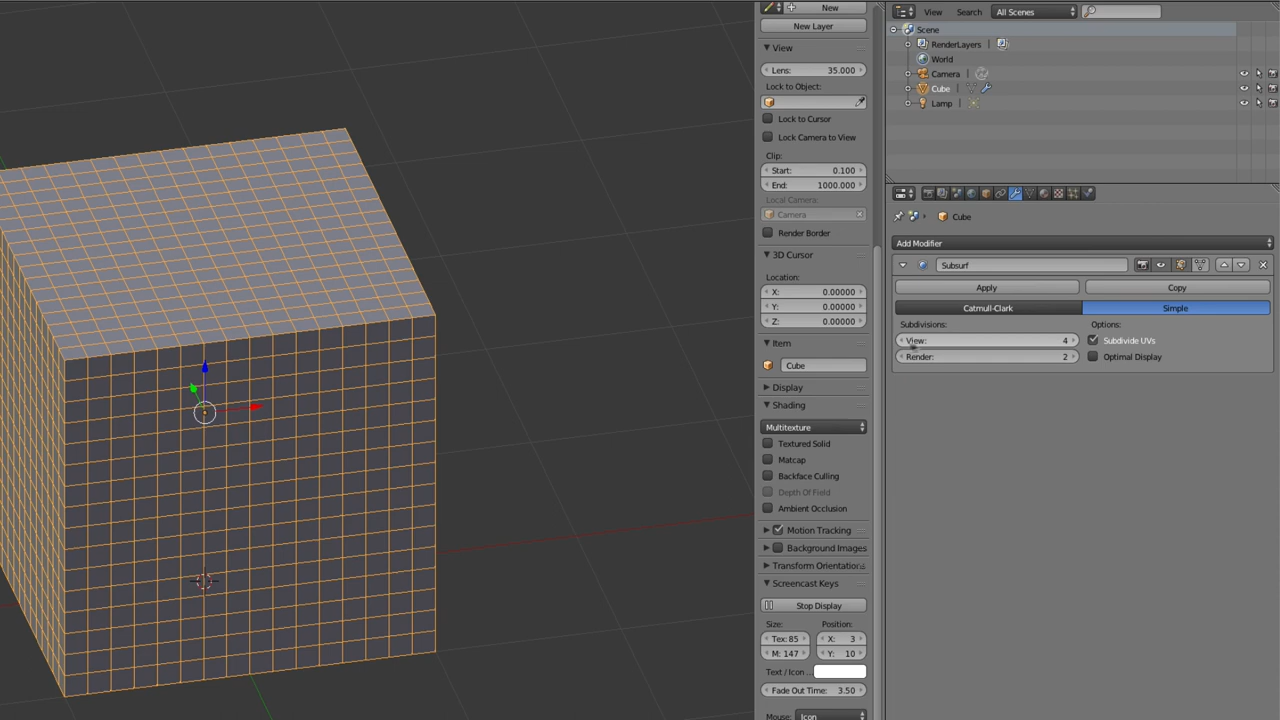 New
New Layer
View
Lens: 35.000
Lock to Object:
Lock to Cursor
Lock Camera to View
Clip:
Start: 0.100
End: 1000.000
Local Camera:
Camera
Render Border
3D Cursor
Location:
X: 0.00000
Y: 0.00000
Z: 0.00000
Item
Cube
Display
Shading
Multitexture
Textured Solid
Matcap
Backface Culling
Depth Of Field
Ambient Occlusion
Motion Tracking
Background Images
Transform Orientations
Screencast Keys
Stop Display
Size: Position:
Tex: 85 X: 3
M: 147 Y: 10
Text / Icon ...
Fade Out Time: 3.50
Mouse: Icon
View Search All Scenes
Scene
RenderLayers
World
Camera
Cube
Lamp
Cube
Add Modifier
Subsurf
Apply Copy
Catmull-Clark Simple
Subdivisions: Options:
View: 4 Subdivide UVs
Render: 2 Optimal Display